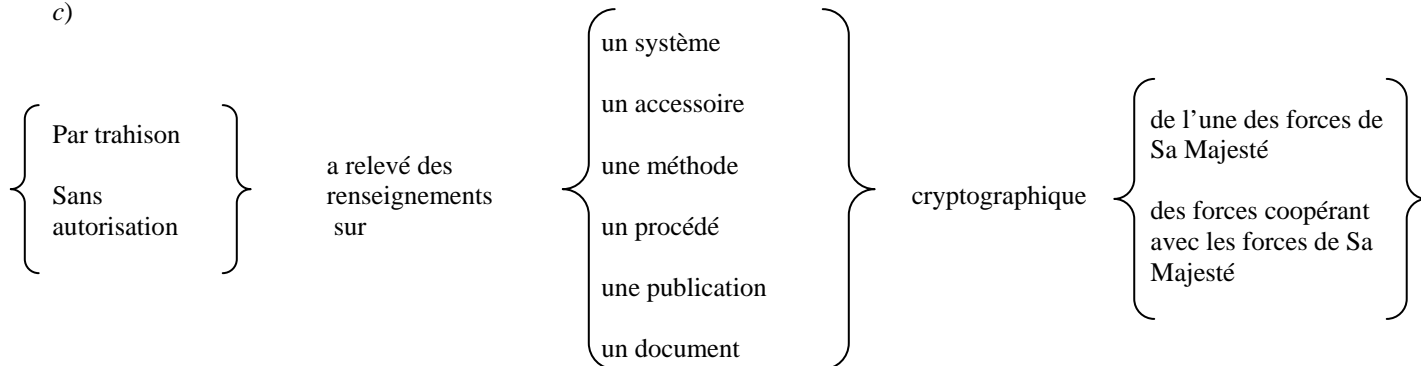 c)
Par trahison
Sans
autorisation
a relevé des
renseignements
sur
un système
un accessoire
une méthode
un procédé
une publication
un document
cryptographique
de l’une des forces de
Sa Majesté
des forces coopérant
avec les forces de Sa
Majesté